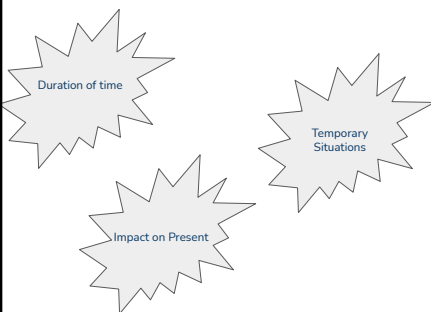 Duration of time
Temporary
Situations
Impact on Present